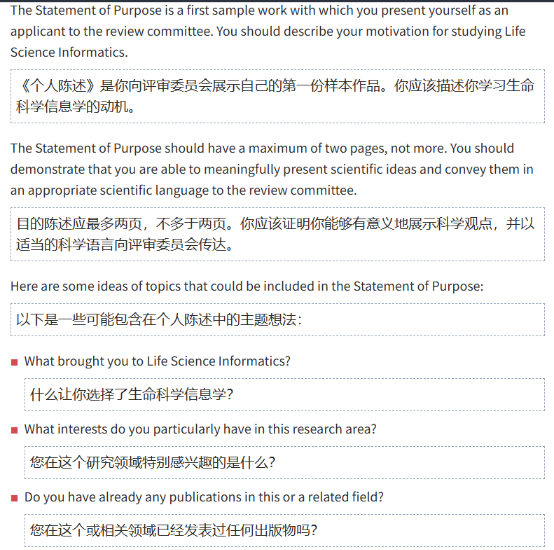 The Statement of Purpose is a first sample work with which you present yourself as an
applicant to the review committee. You should describe your motivation for studying Life
Science Informatics.
《个人陈述》是你向评审委员会展示自己的第一份样本作品。你应该描述你学习生命
科学信息学的动机。
The Statement of Purpose should have a maximum of two pages, not more. You should
demonstrate that you are able to meaningfully present scientific ideas and convey them in
an appropriate scientific language to the review committee.
目的陈述应最多两页，不多于两页。你应该证明你能够有意义地展示科学观点，并以
适当的科学语言向评审委员会传达。
Here are some ideas of topics that could be included in the Statement of Purpose:
以下是一些可能包含在个人陈述中的主题想法：
What brought you to Life Science Informatics?
什么让你选择了生命科学信息学？
What interests do you particularly have in this research area?
您在这个研究领域特别感兴趣的是什么？
Do you have already any publications in this or a related field?
您在这个或相关领域已经发表过任何出版物吗？